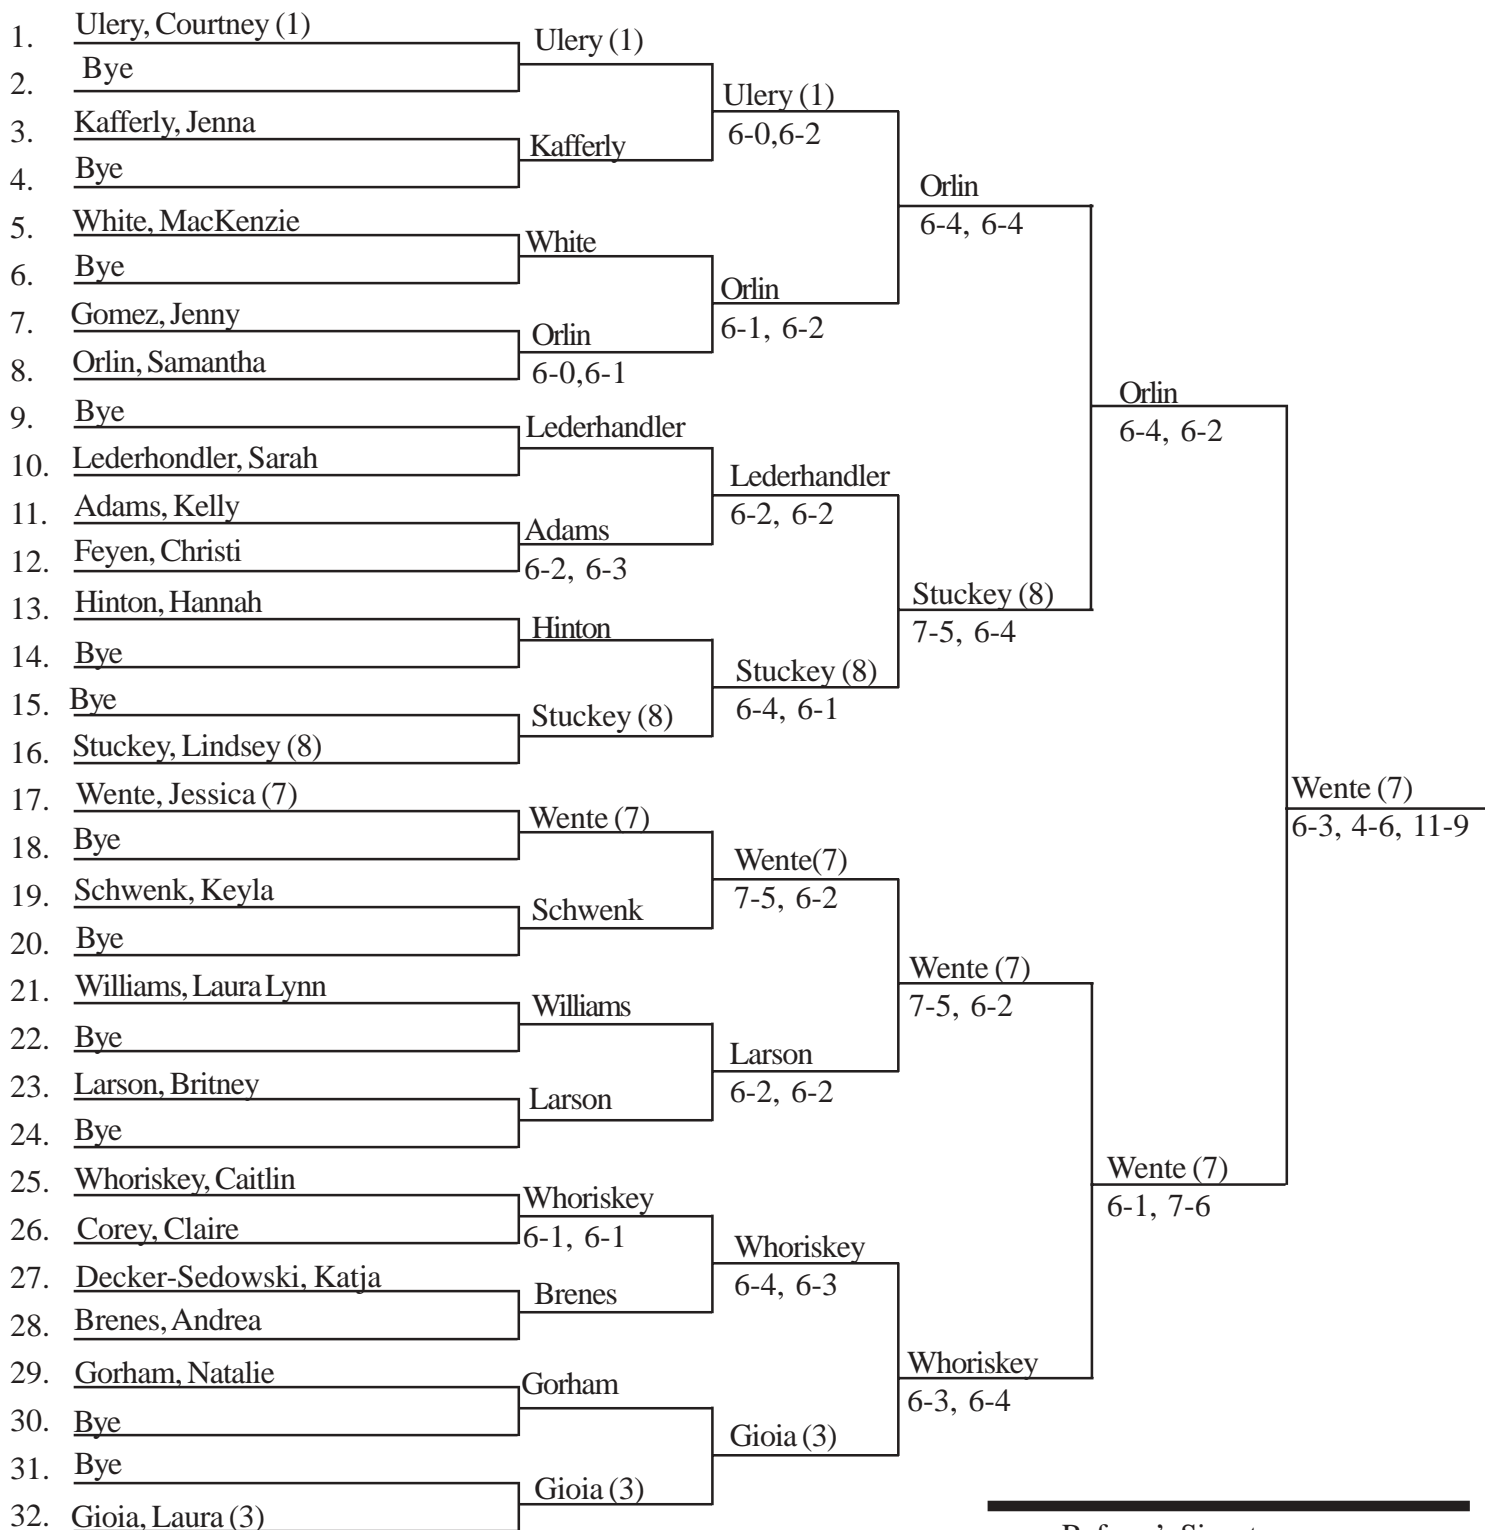 1. Ulery, Courtney (1)
2. Bye
3. Kafferly, Jenna
4. Bye
5. White, MacKenzie
6. Bye
7. Gomez, Jenny
8. Orlin, Samantha
9. Bye
10. Lederhondler, Sarah
11. Adams, Kelly
12. Feyen, Christi
13. Hinton, Hannah
14. Bye
15. Bye
16. Stuckey, Lindsey (8)
17. Wente, Jessica (7)
18. Bye
19. Schwenk, Keyla
20. Bye
21. Williams, Laura Lynn
22. Bye
23. Larson, Britney
24. Bye
25. Whoriskey, Caitlin
26. Corey, Claire
27. Decker-Sedowski, Katja
28. Brenes, Andrea
29. Gorham, Natalie
30. Bye
31. Bye
32. Gioia, Laura (3)
Ulery (1)
Kafferly
White
Orlin
6-0,6-1
Lederhandler
Adams
6-2, 6-3
Hinton
Stuckey (8)
Wente (7)
Schwenk
Williams
Larson
Whoriskey
6-1, 6-1
Brenes
Gorham
Gioia (3)
Ulery (1)
6-0,6-2
Orlin
6-1, 6-2
Lederhandler
6-2, 6-2
Stuckey (8)
6-4, 6-1
Wente(7)
7-5, 6-2
Larson
6-2, 6-2
Whoriskey
6-4, 6-3
Gioia (3)
Orlin
6-4, 6-4
Stuckey (8)
7-5, 6-4
Wente (7)
7-5, 6-2
Whoriskey
6-3, 6-4
Orlin
6-4, 6-2
Wente (7)
6-1, 7-6
Wente (7)
6-3, 4-6, 11-9